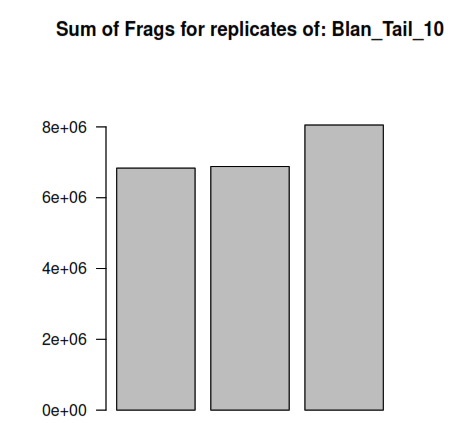 Sum of Frags for replicates of: Blan_Tail_10
8e+06
6e+06
4e+06
2e+06
0e+00